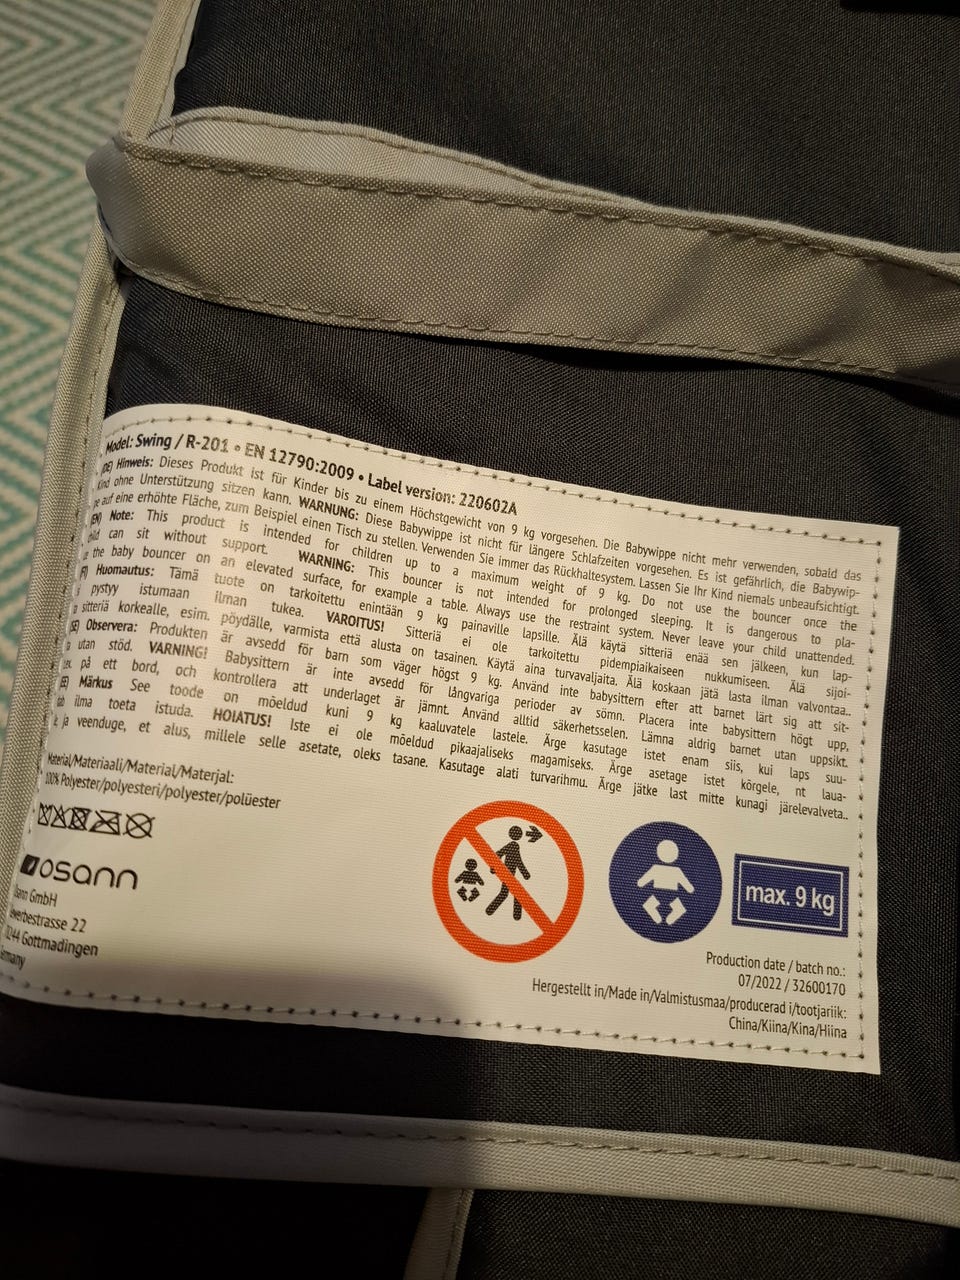 Model: Swing / R-201 • EN 12790:2009 • Label version: 220602A
(DE) Hinweis: Dieses Produkt ist für Kinder bis zu einem Höchstgewicht von 9 kg vorgesehen. Die Babywippe nicht mehr verwenden, sobald das
Kind ohne Unterstützung sitzen kann. WARNUNG: Diese Babywippe ist nicht für längere Schlafzeiten vorgesehen. Es ist gefährlich, die Babywip-
pe auf eine erhöhte Fläche, zum Beispiel einen Tisch zu stellen. Verwenden Sie immer das Rückhaltesystem. Lassen Sie Ihr Kind niemals unbeaufsichtigt.
(EN) Note: This product is intended for children up to a maximum weight of 9 kg. Do not use the bouncer once the
child can sit without support. WARNING: This bouncer is not intended for prolonged sleeping. It is dangerous to pla-
the baby bouncer on an elevated surface, for example a table. Always use the restraint system. Never leave your child unattended.
Huomautus: Tämä tuote on tarkoitettu enintään 9 kg painaville lapsille. Älä käytä sitteriä enää sen jälkeen, kun lap-
pystyy istumaan ilman tukea. VAROITUS! Sitteriä ei ole tarkoitettu pidempiaikaiseen nukkumiseen. Älä sijoi-
sitteriä korkealle, esim. pöydälle, varmista että alusta on tasainen. Käytä aina turvavaljaita. Älä koskaan jätä lasta ilman valvontaa..
(SE) Observera: Produkten är avsedd för barn som väger högst 9 kg. Använd inte babysittern efter att barnet lärt sig att sit-
utan stöd. VARNING! Babysittern är inte avsedd för långvariga perioder av sömn. Placera inte babysittern högt upp,
på ett bord, och kontrollera att underlaget är jämnt. Använd alltid säkerhetsselen. Lämna aldrig barnet utan uppsikt.
(EE) Märkus See toode on mõeldud kuni 9 kg kaaluvatele lastele. Ärge kasutage istet enam siis, kui laps suu-
ilma toeta istuda. HOIATUS! Iste ei ole mõeldud pikaajaliseks magamiseks. Ärge asetage istet kõrgele, nt laua-
ja veenduge, et alus, millele selle asetate, oleks tasane. Kasutage alati turvarihmu. Ärge jätke last mitte kunagi järelevalveta..
Material/Materiaali/Material/Materjal:
100% Polyester/polyesteri/polyester/polüester
osann
GmbH
22
Gottmadingen
Germany
max. 9 kg
Production date / batch no.:
07/2022 / 32600170
Hergestellt in/Made in/Valmistusmaa/producerad i/tootjariik:
China/Kiina/Kina/Hiina